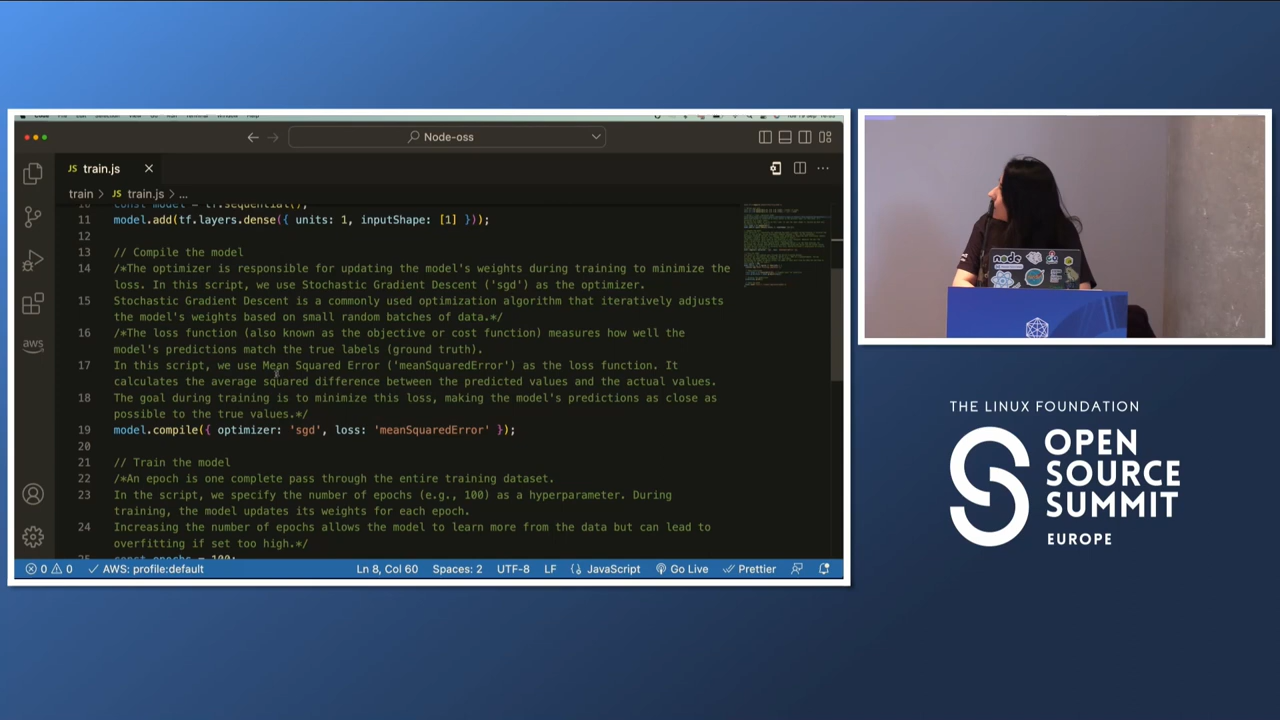 Node-oss
JS train.js
train > JS train.js > ...
11 model.add(tf.layers.dense({ units: 1, inputShape: [1] }));
12
13 // Compile the model
14 /*The optimizer is responsible for updating the model's weights during training to minimize the
loss. In this script, we use Stochastic Gradient Descent ('sgd') as the optimizer.
15 Stochastic Gradient Descent is a commonly used optimization algorithm that iteratively adjusts
the model's weights based on small random batches of data.*/
16 /*The loss function (also known as the objective or cost function) measures how well the
model's predictions match the true labels (ground truth).
17 In this script, we use Mean Squared Error ('meanSquaredError') as the loss function. It
calculates the average squared difference between the predicted values and the actual values.
18 The goal during training is to minimize this loss, making the model's predictions as close as
possible to the true values.*/
19 model.compile({ optimizer: 'sgd', loss: 'meanSquaredError' });
20
21 // Train the model
22 /*An epoch is one complete pass through the entire training dataset.
23 In the script, we specify the number of epochs (e.g., 100) as a hyperparameter. During
training, the model updates its weights for each epoch.
24 Increasing the number of epochs allows the model to learn more from the data but can lead to
overfitting if set too high.*/
aws
0 0 AWS: profile:default Ln 8, Col 60 Spaces: 2 UTF-8 LF JavaScript Go Live Prettier
node
THE LINUX FOUNDATION
OPEN
SOURCE
SUMMIT
EUROPE